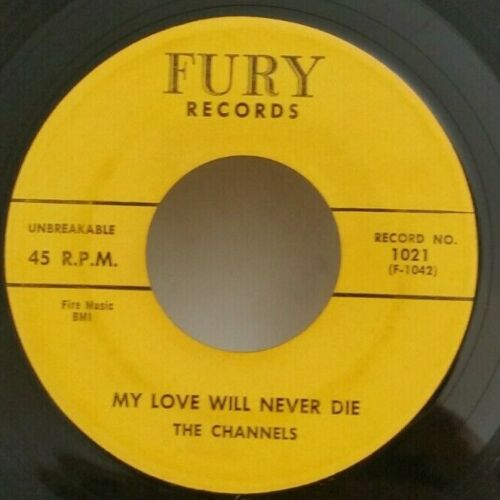 FURY
RECORDS
UNBREAKABLE
45 R.P.M.
RECORD NO.
1021
(F-1042)
Fire Music
BMI
MY LOVE WILL NEVER DIE
THE CHANNELS